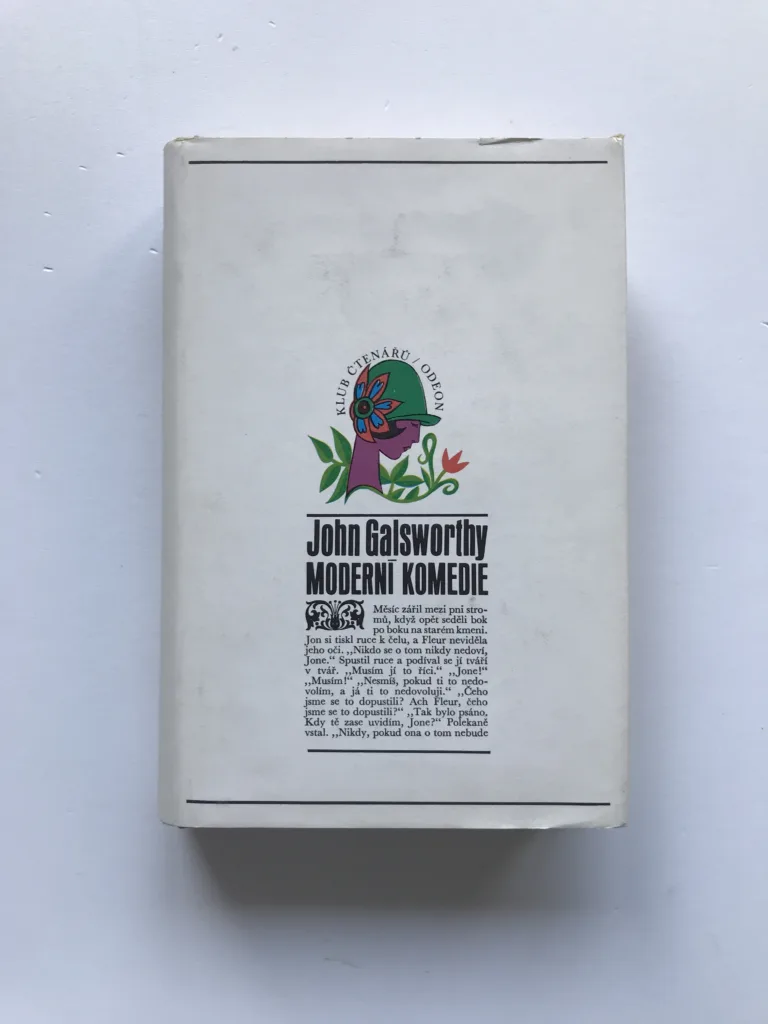 KLUB ČTENÁŘŮ / ODEON
John Galsworthy
MODERNÍ KOMEDIE
Měsíc zářil mezi pni stro-
mů, když opět seděli bok
po boku na starém kmeni.
Jon si tiskl ruce k čelu, a Fleur neviděla
jeho oči. „Nikdo se o tom nikdy nedoví,
Jone.“ Spustil ruce a podíval se jí tváří
v tvář. „Musím jí to říci.“ „Jone!“
„Musím!“ „Nesmíš, pokud ti to nedo-
volím, a já ti to nedovoluji.“ „Čeho
jsme se to dopustili? Ach Fleur, čeho
jsme se to dopustili?“ „Tak bylo psáno.
Kdy tě zase uvidím, Jone?“ Polekaně
vstal. „Nikdy, pokud ona o tom nebude